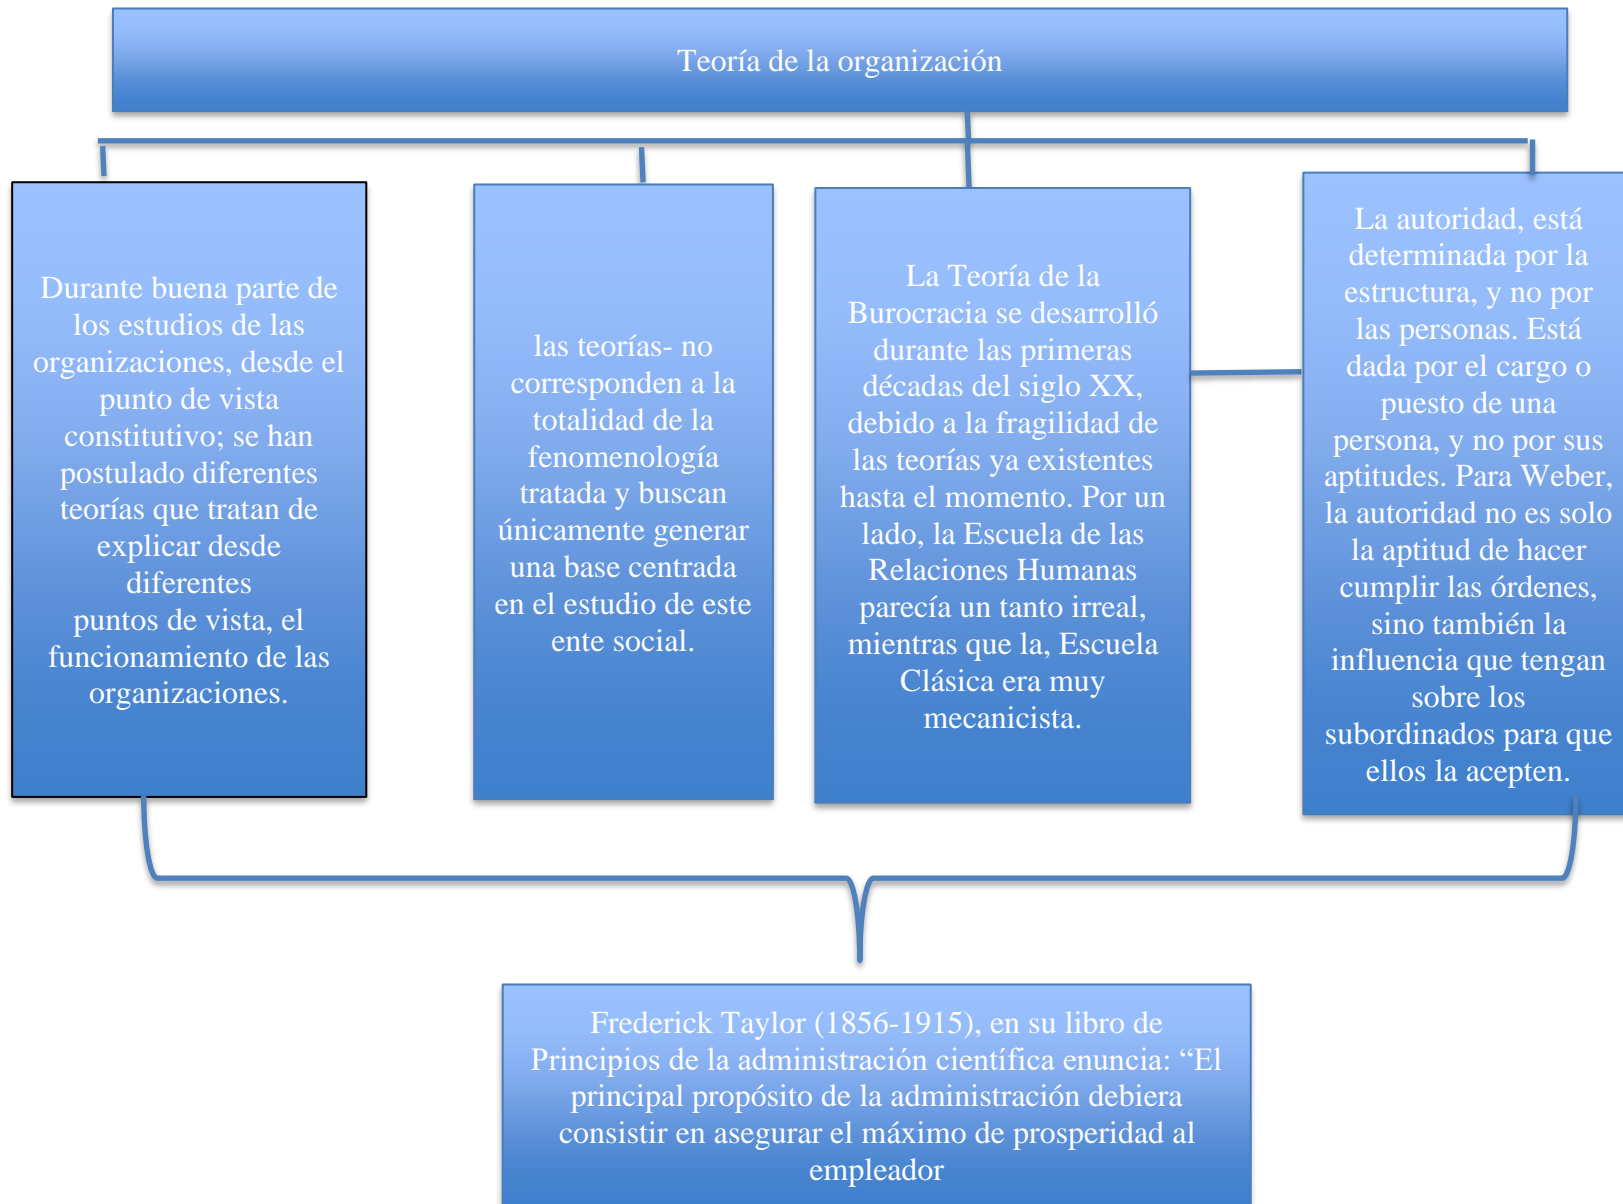 Teoría de la organización
Durante buena parte de
los estudios de las
organizaciones, desde el
punto de vista
constitutivo; se han
postulado diferentes
teorías que tratan de
explicar desde
diferentes
puntos de vista, el
funcionamiento de las
organizaciones.
las teorías- no
corresponden a la
totalidad de la
fenomenología
tratada y buscan
únicamente generar
una base centrada
en el estudio de este
ente social.
La Teoría de la
Burocracia se desarrolló
durante las primeras
décadas del siglo XX,
debido a la fragilidad de
las teorías ya existentes
hasta el momento. Por un
lado, la Escuela de las
Relaciones Humanas
parecía un tanto irreal,
mientras que la, Escuela
Clásica era muy
mecanicista.
La autoridad, está
determinada por la
estructura, y no por
las personas. Está
dada por el cargo o
puesto de una
persona, y no por sus
aptitudes. Para Weber,
la autoridad no es solo
la aptitud de hacer
cumplir las órdenes,
sino también la
influencia que tengan
sobre los
subordinados para que
ellos la acepten.
Frederick Taylor (1856-1915), en su libro de
Principios de la administración científica enuncia: “El
principal propósito de la administración debiera
consistir en asegurar el máximo de prosperidad al
empleador